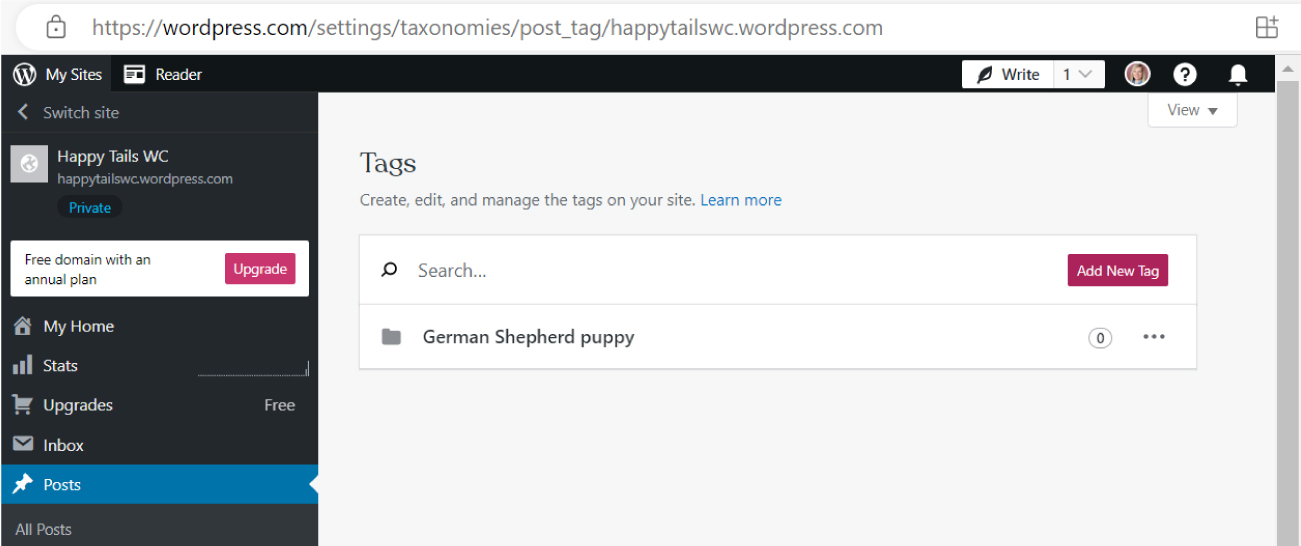 https://wordpress.com/settings/taxonomies/post_tag/happytailswc.wordpress.com
My Sites Reader Write 1
Switch site
View
Happy Tails WC
happytailswc.wordpress.com
Private
Tags
Create, edit, and manage the tags on your site. Learn more
Free domain with an
annual plan
Upgrade
Search...
Add New Tag
My Home
German Shepherd puppy 0
Stats
Upgrades Free
Inbox
Posts
All Posts